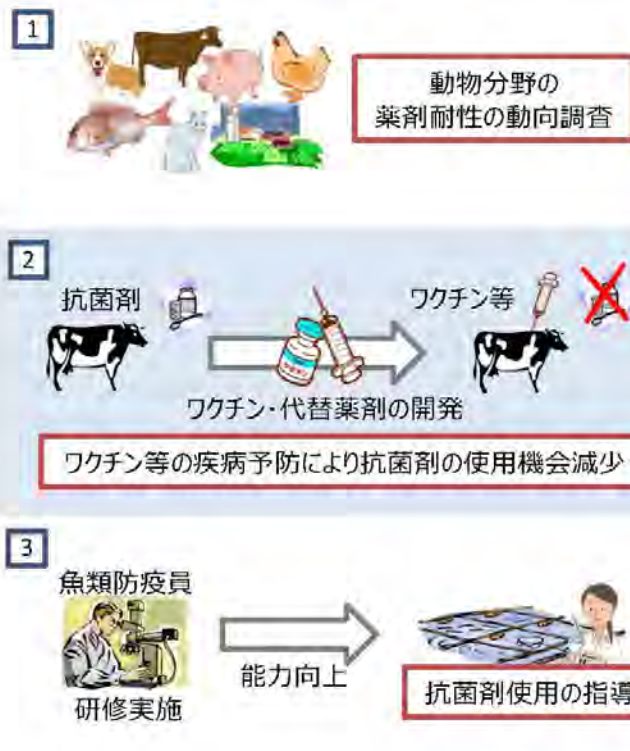 1
動物分野の
薬剤耐性の動向調査
2
抗菌剤
ワクチン等
ワクチン・代替薬剤の開発
ワクチン等の疾病予防により抗菌剤の使用機会減少
3
魚類防疫員
能力向上
研修実施
抗菌剤使用の指導